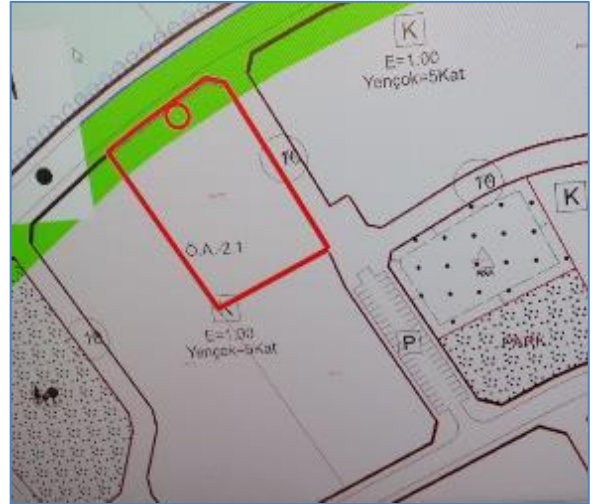 K
E=1.00
Yençok=5Kat
10
10
K
O.A.-2.1
K
E=1.00
Yençok=5Kat
10
P
PARK